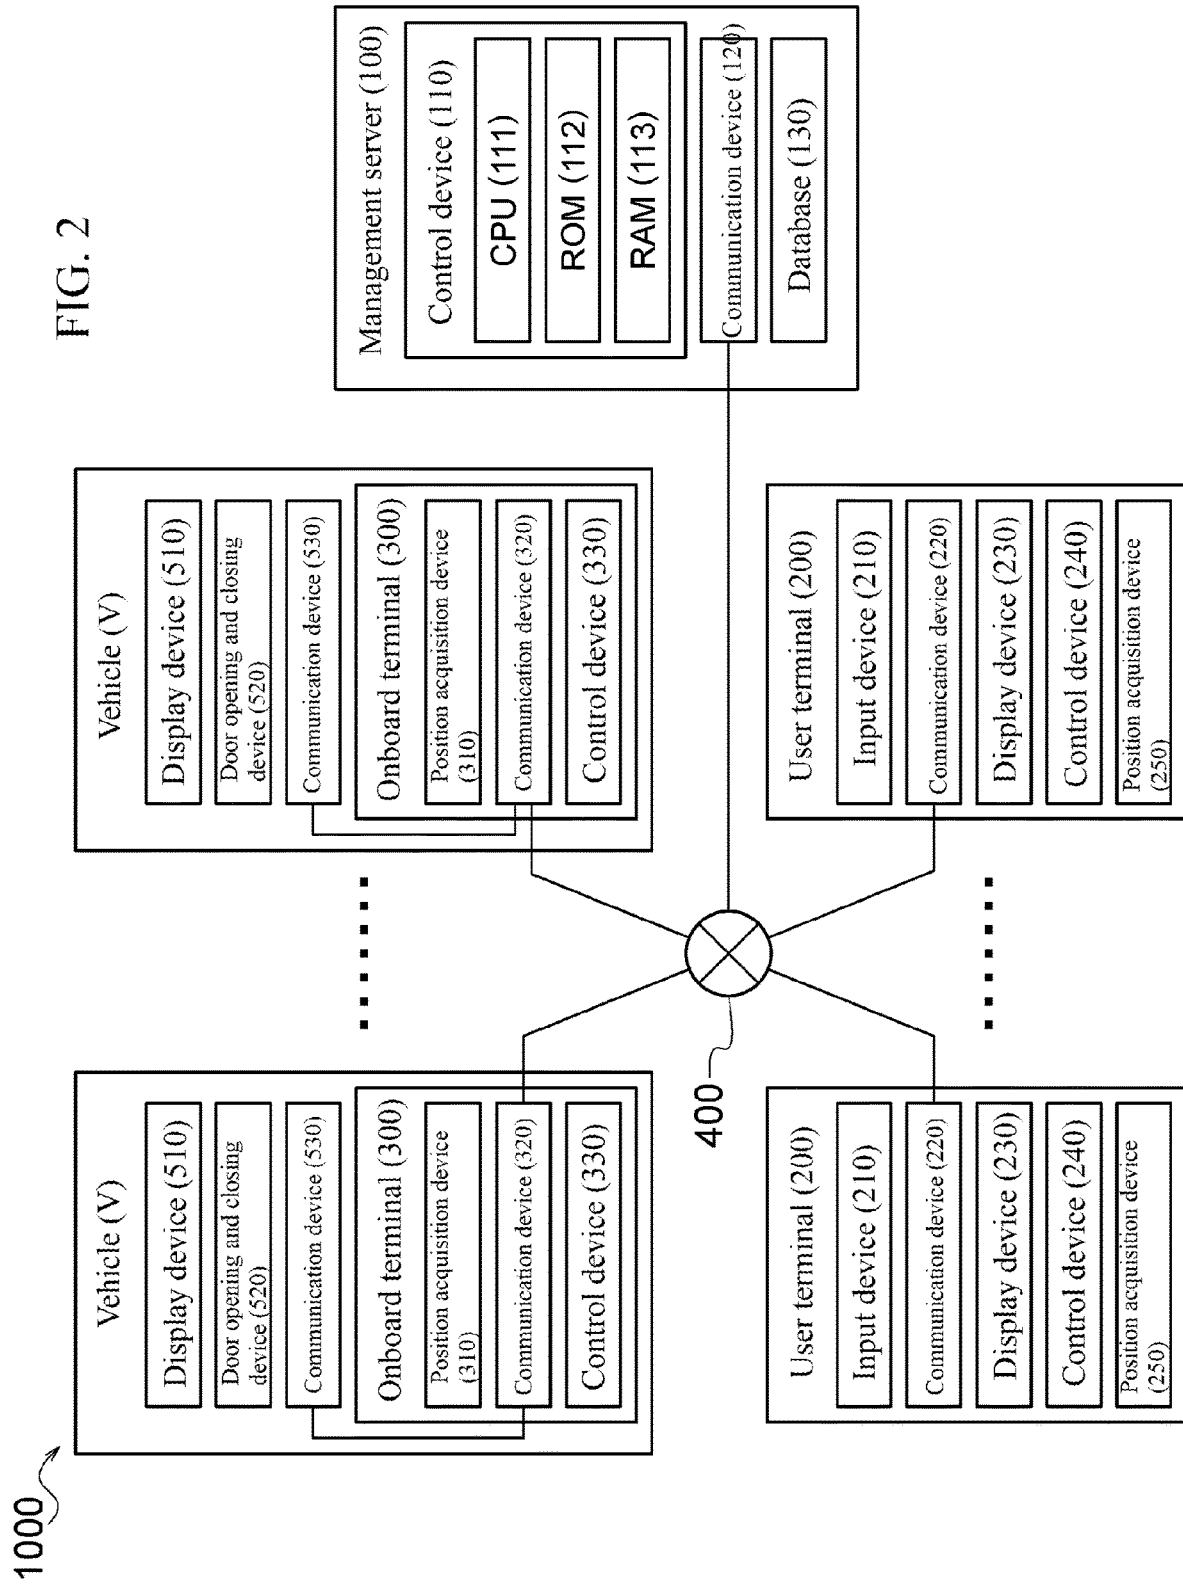 FIG. 2
1000
Vehicle (V)
Display device (510)
Door opening and closing
device (520)
Communication device (530)
Onboard terminal (300)
Position acquisition device
(310)
Communication device (320)
Control device (330)
Vehicle (V)
Display device (510)
Door opening and closing
device (520)
Communication device (530)
Onboard terminal (300)
Position acquisition device
(310)
Communication device (320)
Control device (330)
Management server (100)
Control device (110)
CPU (111)
ROM (112)
RAM (113)
Communication device (120)
Database (130)
400
User terminal (200)
Input device (210)
Communication device (220)
Display device (230)
Control device (240)
Position acquisition device
(250)
User terminal (200)
Input device (210)
Communication device (220)
Display device (230)
Control device (240)
Position acquisition device
(250)